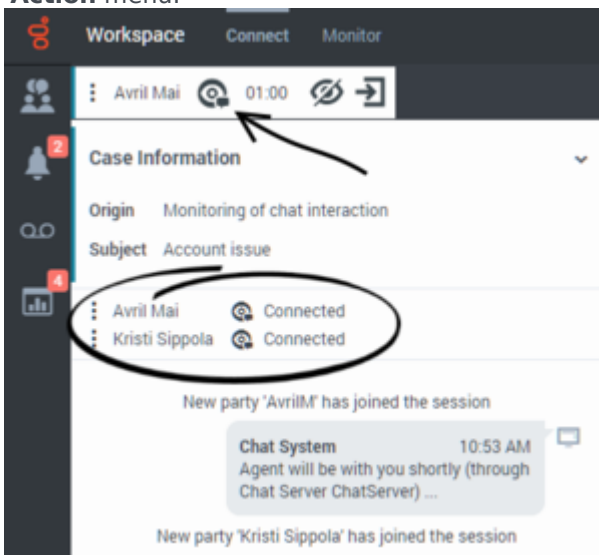 Action menu.
Workspace Connect Monitor
Avril Mai 01:00
2
Case Information
Origin Monitoring of chat interaction
Subject Account issue
4
Avril Mai Connected
Kristi Sippola Connected
New party 'AvrilM' has joined the session
Chat System 10:53 AM
Agent will be with you shortly (through
Chat Server ChatServer) ...
New party 'Kristi Sippola' has joined the session